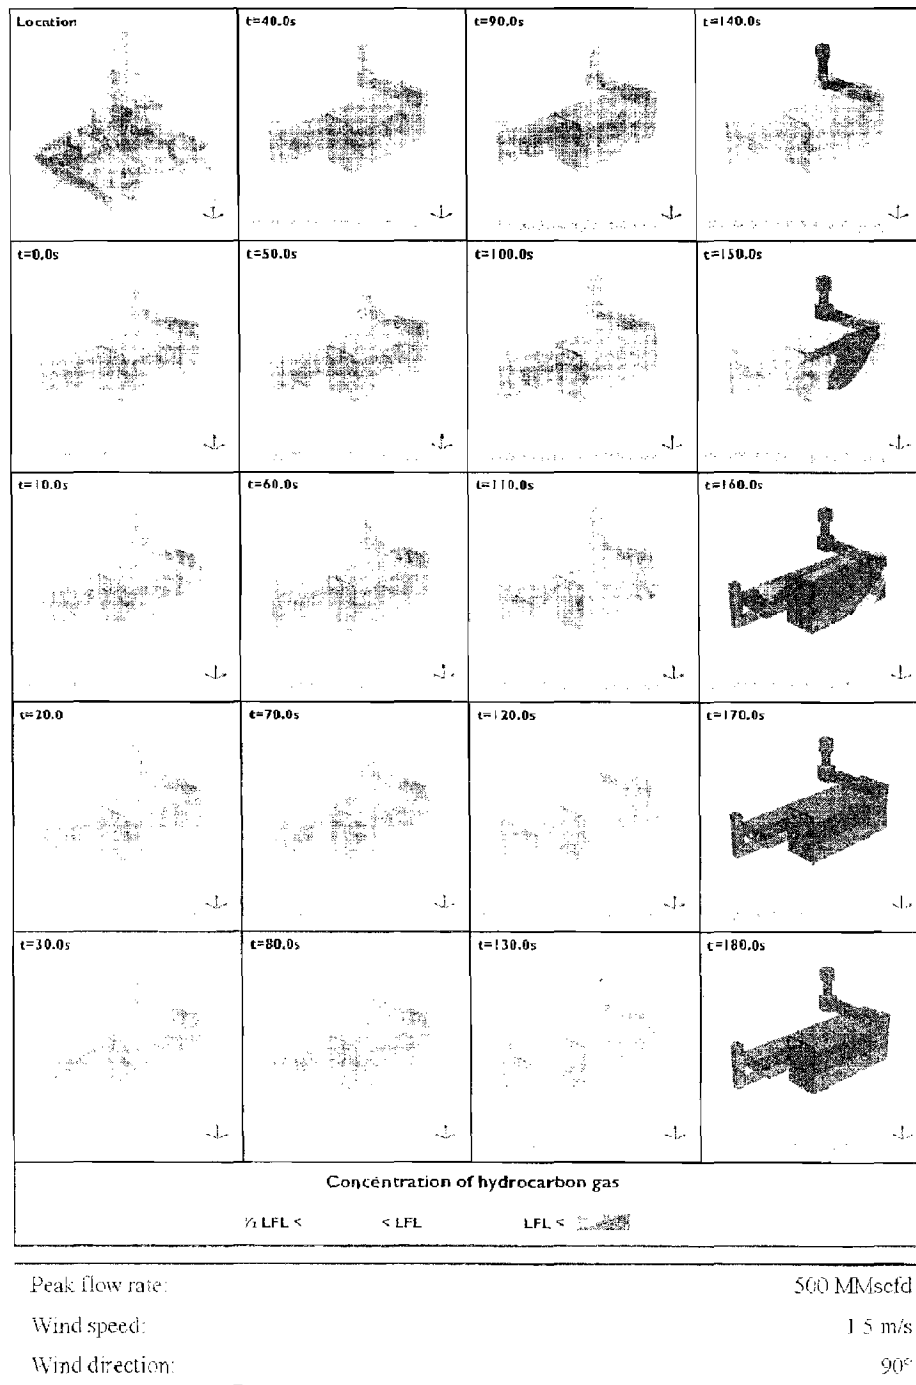 Location t=40.0s t=90.0s t=140.0s
t=0.0s t=50.0s t=100.0s t=150.0s
t=10.0s t=60.0s t=110.0s t=160.0s
t=20.0 t=70.0s t=120.0s t=170.0s
t=30.0s t=80.0s t=130.0s t=180.0s
Concentration of hydrocarbon gas
½ LFL < < LFL LFL <
Peak flow rate: 500 MMscfd
Wind speed: 1.5 m/s
Wind direction: 90°